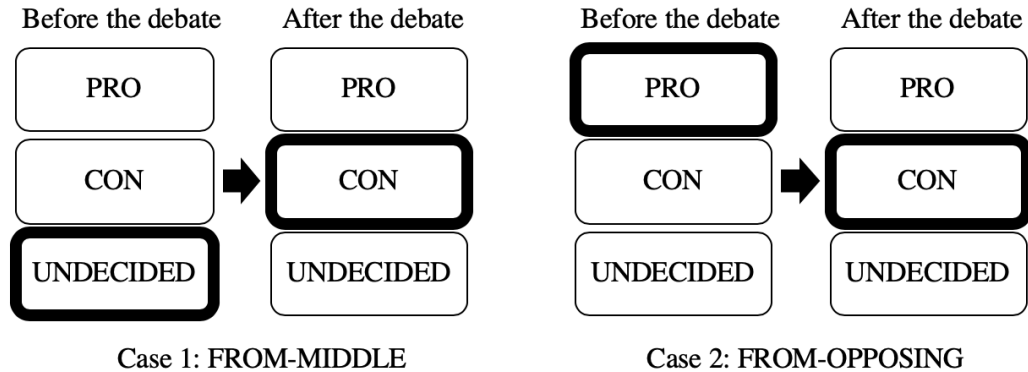 Before the debate After the debate Before the debate After the debate
PRO PRO PRO PRO
CON CON CON CON
UNDECIDED UNDECIDED UNDECIDED UNDECIDED
Case 1: FROM-MIDDLE Case 2: FROM-OPPOSING